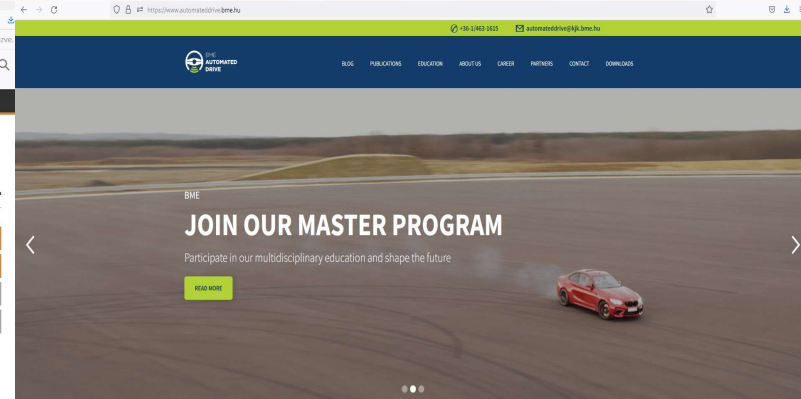 https://www.automateddrive.bme.hu
zve.
+36-1/463-1615 automateddrive@kjk.bme.hu
BME
AUTOMATED
DRIVE
BLOG PUBLICATIONS EDUCATION ABOUT US CAREER PARTNERS CONTACT DOWNLOADS
BME
JOIN OUR MASTER PROGRAM
Participate in our multidisciplinary education and shape the future
READ MORE